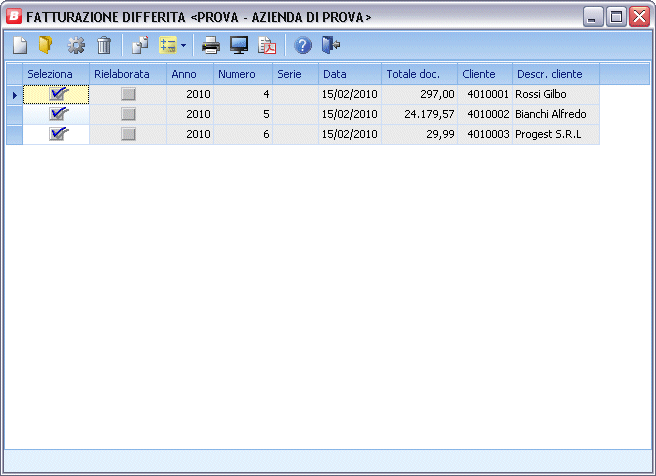 B FATTURAZIONE DIFFERITA <PROVA - AZIENDA DI PROVA>
Seleziona Rielaborata Anno Numero Serie Data Totale doc. Cliente Descr. cliente
2010 4 15/02/2010 297,00 4010001 Rossi Gilbo
2010 5 15/02/2010 24.179,57 4010002 Bianchi Alfredo
2010 6 15/02/2010 29,99 4010003 Progest S.R.L